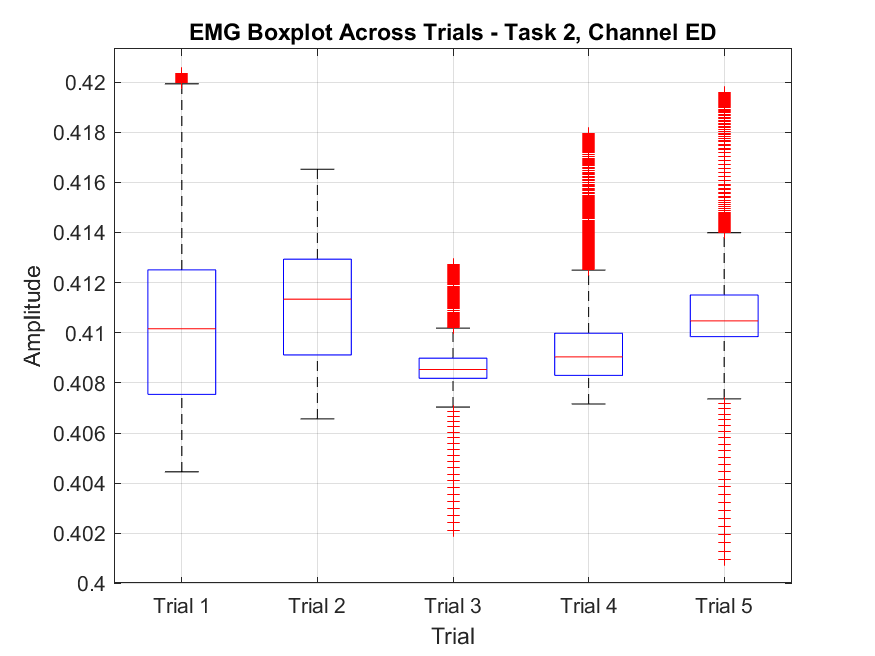 EMG Boxplot Across Trials - Task 2, Channel ED
0.42
0.418
0.416
0.414
0.412
0.41
0.408
0.406
0.404
0.402
0.4
Amplitude
Trial 1 Trial 2 Trial 3 Trial 4 Trial 5
Trial